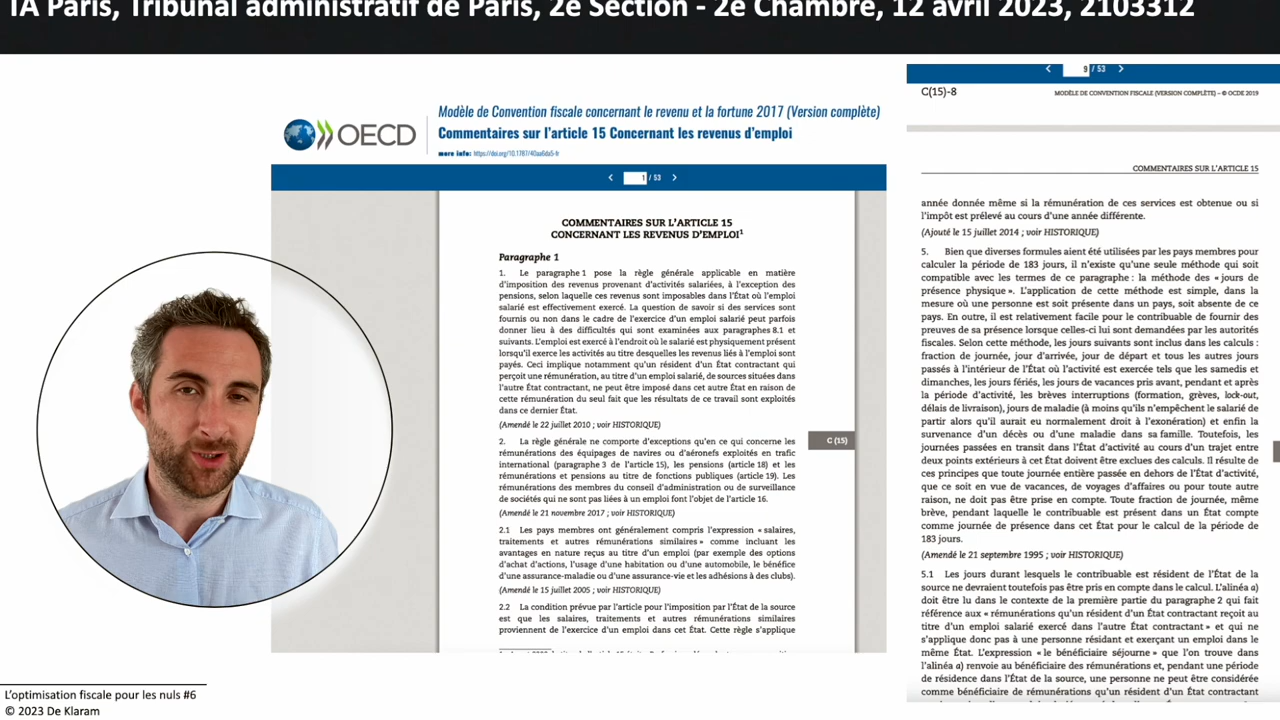 TA Paris, Tribunal administratif de Paris, 2e Section - 2e Chambre, 12 avril 2023, 2103312
OECD
Modèle de Convention fiscale concernant le revenu et la fortune 2017 (Version complète)
Commentaires sur l'article 15 Concernant les revenus d'emploi
more info: https://doi.org/10.1787/40aa6da5-fr
1 / 53
COMMENTAIRES SUR L'ARTICLE 15
CONCERNANT LES REVENUS D'EMPLOI¹
Paragraphe 1
1. Le paragraphe 1 pose la règle générale applicable en matière
d'imposition des revenus provenant d'activités salariées, à l'exception des
pensions, selon laquelle ces revenus sont imposables dans l'État où l'emploi
salarié est effectivement exercé. La question de savoir si des services sont
fournis ou non dans le cadre de l'exercice d'un emploi salarié peut parfois
donner lieu à des difficultés qui sont examinées aux paragraphes 8.1 et
suivants. L'emploi est exercé à l'endroit où le salarié est physiquement présent
lorsqu'il exerce les activités au titre desquelles les revenus liés à l'emploi sont
payés. Ceci implique notamment qu'un résident d'un État contractant qui
perçoit une rémunération, au titre d'un emploi salarié, de sources situées dans
l'autre État contractant, ne peut être imposé dans cet autre État en raison de
cette rémunération du seul fait que les résultats de ce travail sont exploités
dans ce dernier État.
(Amendé le 22 juillet 2010 ; voir HISTORIQUE)
2. La règle générale ne comporte d'exceptions qu'en ce qui concerne les
rémunérations des équipages de navires ou d'aéronefs exploités en trafic
international (paragraphe 3 de l'article 15), les pensions (article 18) et les
rémunérations et pensions au titre de fonctions publiques (article 19). Les
rémunérations des membres du conseil d'administration ou de surveillance
de sociétés qui ne sont pas liées à un emploi font l'objet de l'article 16.
(Amendé le 21 novembre 2017 ; voir HISTORIQUE)
2.1 Les pays membres ont généralement compris l'expression « salaires,
traitements et autres rémunérations similaires » comme incluant les
avantages en nature reçus au titre d'un emploi (par exemple des options
d'achat d'actions, l'usage d'une habitation ou d'une automobile, le bénéfice
d'une assurance-maladie ou d'une assurance-vie et les adhésions à des clubs).
(Amendé le 15 juillet 2005 ; voir HISTORIQUE)
2.2 La condition prévue par l'article pour l'imposition par l'État de la source
est que les salaires, traitements et autres rémunérations similaires
proviennent de l'exercice d'un emploi dans cet État. Cette règle s'applique
C (15)
9 / 53
C(15)-8
MODÈLE DE CONVENTION FISCALE (VERSION COMPLÈTE) – © OCDE 2019
COMMENTAIRES SUR L'ARTICLE 15
année donnée même si la rémunération de ces services est obtenue ou si
l'impôt est prélevé au cours d'une année différente.
(Ajouté le 15 juillet 2014 ; voir HISTORIQUE)
5. Bien que diverses formules aient été utilisées par les pays membres pour
calculer la période de 183 jours, il n'existe qu'une seule méthode qui soit
compatible avec les termes de ce paragraphe : la méthode des « jours de
présence physique ». L'application de cette méthode est simple, dans la
mesure où une personne est soit présente dans un pays, soit absente de ce
pays. En outre, il est relativement facile pour le contribuable de fournir des
preuves de sa présence lorsque celles-ci lui sont demandées par les autorités
fiscales. Selon cette méthode, les jours suivants sont inclus dans les calculs :
fraction de journée, jour d'arrivée, jour de départ et tous les autres jours
passés à l'intérieur de l'État où l'activité est exercée tels que les samedis et
dimanches, les jours fériés, les jours de vacances pris avant, pendant et après
la période d'activité, les brèves interruptions (formation, grèves, lock-out,
délais de livraison), jours de maladie (à moins qu'ils n'empêchent le salarié de
partir alors qu'il aurait eu normalement droit à l'exonération) et enfin la
survenance d'un décès ou d'une maladie dans sa famille. Toutefois, les
journées passées en transit dans l'État d'activité au cours d'un trajet entre
deux points extérieurs à cet État doivent être exclues des calculs. Il résulte de
ces principes que toute journée entière passée en dehors de l'État d'activité,
que ce soit en vue de vacances, de voyages d'affaires ou pour toute autre
raison, ne doit pas être prise en compte. Toute fraction de journée, même
brève, pendant laquelle le contribuable est présent dans un État compte
comme journée de présence dans cet État pour le calcul de la période de
183 jours.
(Amendé le 21 septembre 1995 ; voir HISTORIQUE)
5.1 Les jours durant lesquels le contribuable est résident de l'État de la
source ne devraient toutefois pas être pris en compte dans le calcul. L'alinéa a)
doit être lu dans le contexte de la première partie du paragraphe 2 qui fait
référence aux « rémunérations qu'un résident d'un État contractant reçoit au
titre d'un emploi salarié exercé dans l'autre État contractant » et qui ne
s'applique donc pas à une personne résidant et exerçant un emploi dans le
même État. L'expression « le bénéficiaire séjourne » que l'on trouve dans
l'alinéa a) renvoie au bénéficiaire des rémunérations et, pendant une période
de résidence dans l'État de la source, une personne ne peut être considérée
comme bénéficiaire de rémunérations qu'un résident d'un État contractant
L'optimisation fiscale pour les nuls #6
© 2023 De Klaram